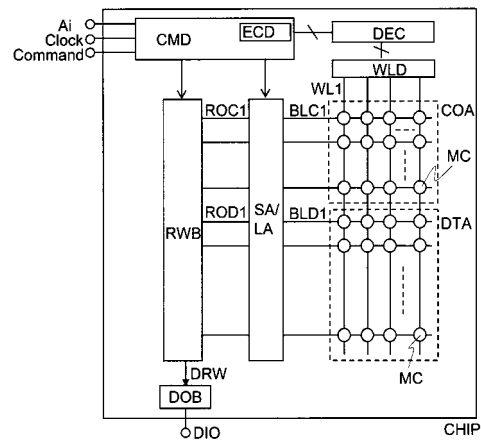 Ai
Clock
Command
CMD
ECD
DEC
WLD
WL1
ROC1
BLC1
COA
MC
ROD1
BLD1
DTA
RWB
SA/
LA
MC
DRW
DOB
DIO
CHIP